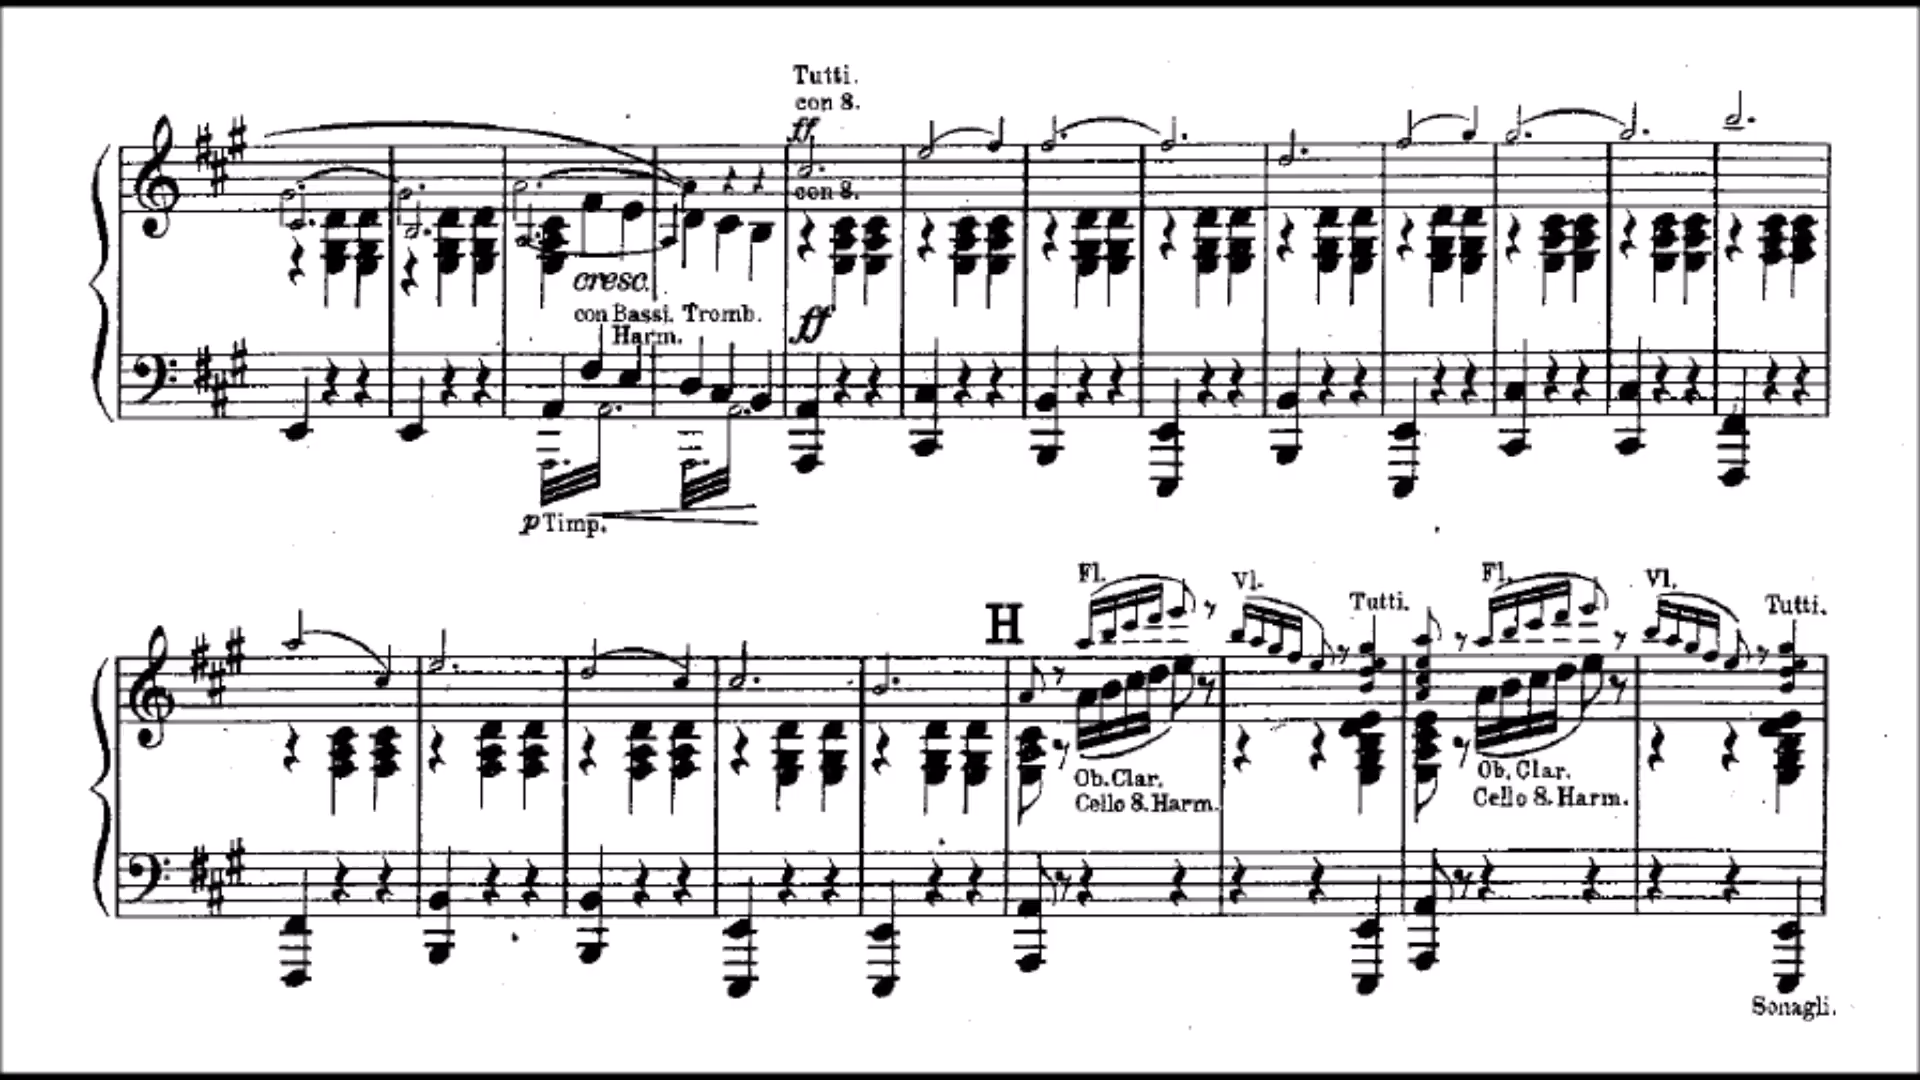 Tutti.
con 8.
ff
con 8.
cresc.
con Bassi. Tromb.
Harm.
ff
p Timp.
H
Fl.
Vl.
Tutti.
Fl.
Vl.
Tutti.
Ob. Clar.
Cello 8. Harm.
Ob. Clar.
Cello 8. Harm.
Sonagli.